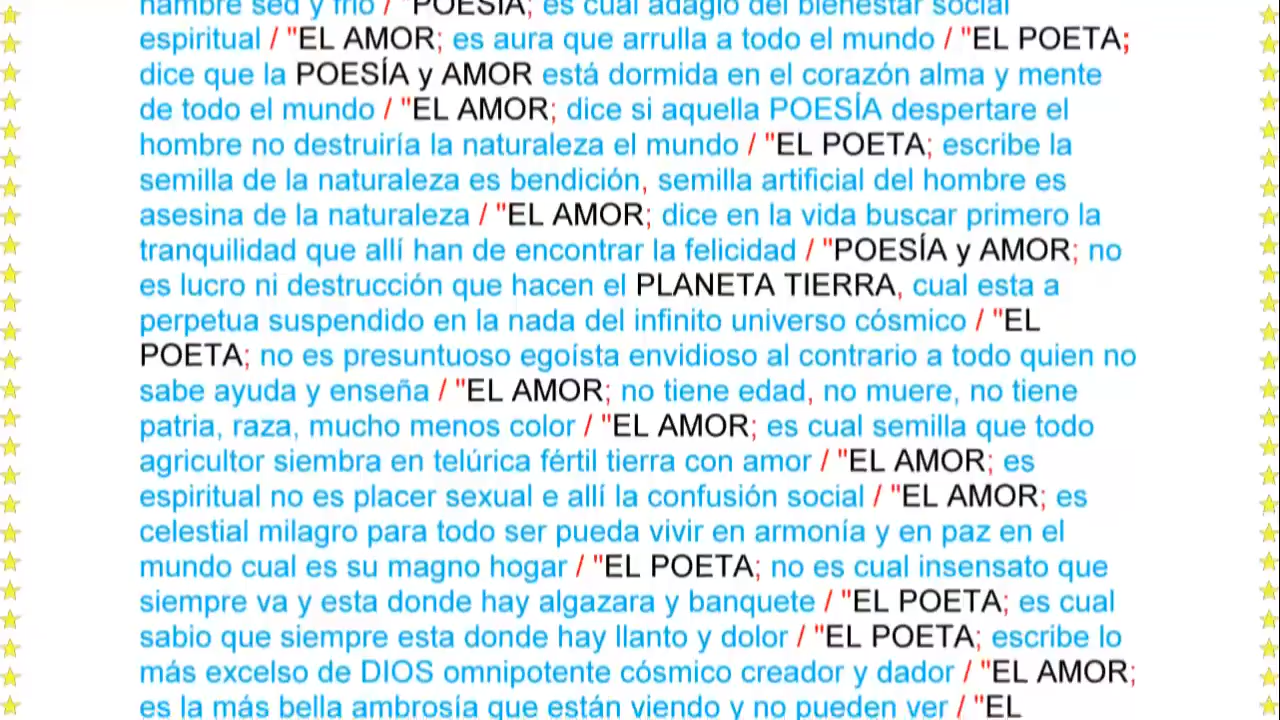 hambre sed y frío / "POESÍA; es cual adagio del bienestar social
espiritual / "EL AMOR; es aura que arrulla a todo el mundo / "EL POETA;
dice que la POESÍA y AMOR está dormida en el corazón alma y mente
de todo el mundo / "EL AMOR; dice si aquella POESÍA despertare el
hombre no destruiría la naturaleza el mundo / "EL POETA; escribe la
semilla de la naturaleza es bendición, semilla artificial del hombre es
asesina de la naturaleza / "EL AMOR; dice en la vida buscar primero la
tranquilidad que allí han de encontrar la felicidad / "POESÍA y AMOR; no
es lucro ni destrucción que hacen el PLANETA TIERRA, cual esta a
perpetua suspendido en la nada del infinito universo cósmico / "EL
POETA; no es presuntuoso egoísta envidioso al contrario a todo quien no
sabe ayuda y enseña / "EL AMOR; no tiene edad, no muere, no tiene
patria, raza, mucho menos color / "EL AMOR; es cual semilla que todo
agricultor siembra en telúrica fértil tierra con amor / "EL AMOR; es
espiritual no es placer sexual e allí la confusión social / "EL AMOR; es
celestial milagro para todo ser pueda vivir en armonía y en paz en el
mundo cual es su magno hogar / "EL POETA; no es cual insensato que
siempre va y esta donde hay algazara y banquete / "EL POETA; es cual
sabio que siempre esta donde hay llanto y dolor / "EL POETA; escribe lo
más excelso de DIOS omnipotente cósmico creador y dador / "EL AMOR;
es la más bella ambrosía que están viendo y no pueden ver / "EL